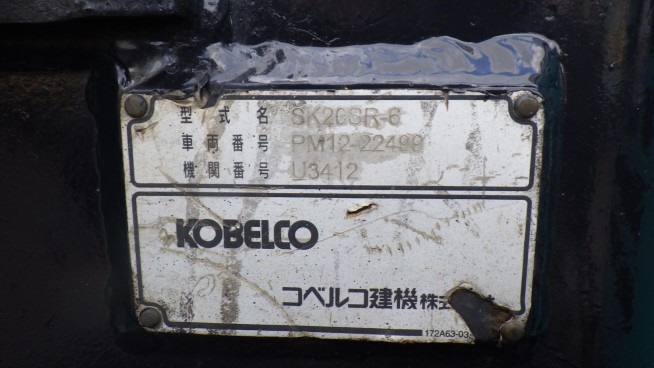 型式名 SK20SR-6
車両番号 PM12-22499
機関番号 U3412
KOBELCO
コベルコ建機株式
172A63-03